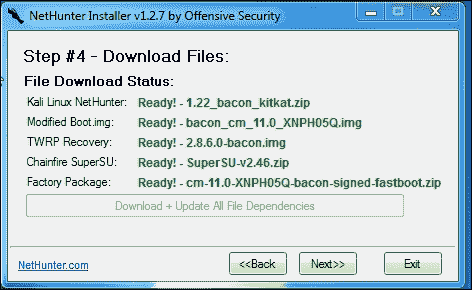 NetHunter Installer v1.2.7 by Offensive Security
Step #4 - Download Files:
File Download Status:
Kali Linux NetHunter: Ready! - 1.22_bacon_kitkat.zip
Modified Boot.img: Ready! - bacon_cm_11.0_XNPH05Q.img
TWRP Recovery: Ready! - 2.8.6.0-bacon.img
Chainfire SuperSU: Ready! - SuperSU-v2.46.zip
Factory Package: Ready! - cm-11.0-XNPH05Q-bacon-signed-fastboot.zip
Download + Update All File Dependencies
NetHunter.com <<Back Next>> Exit